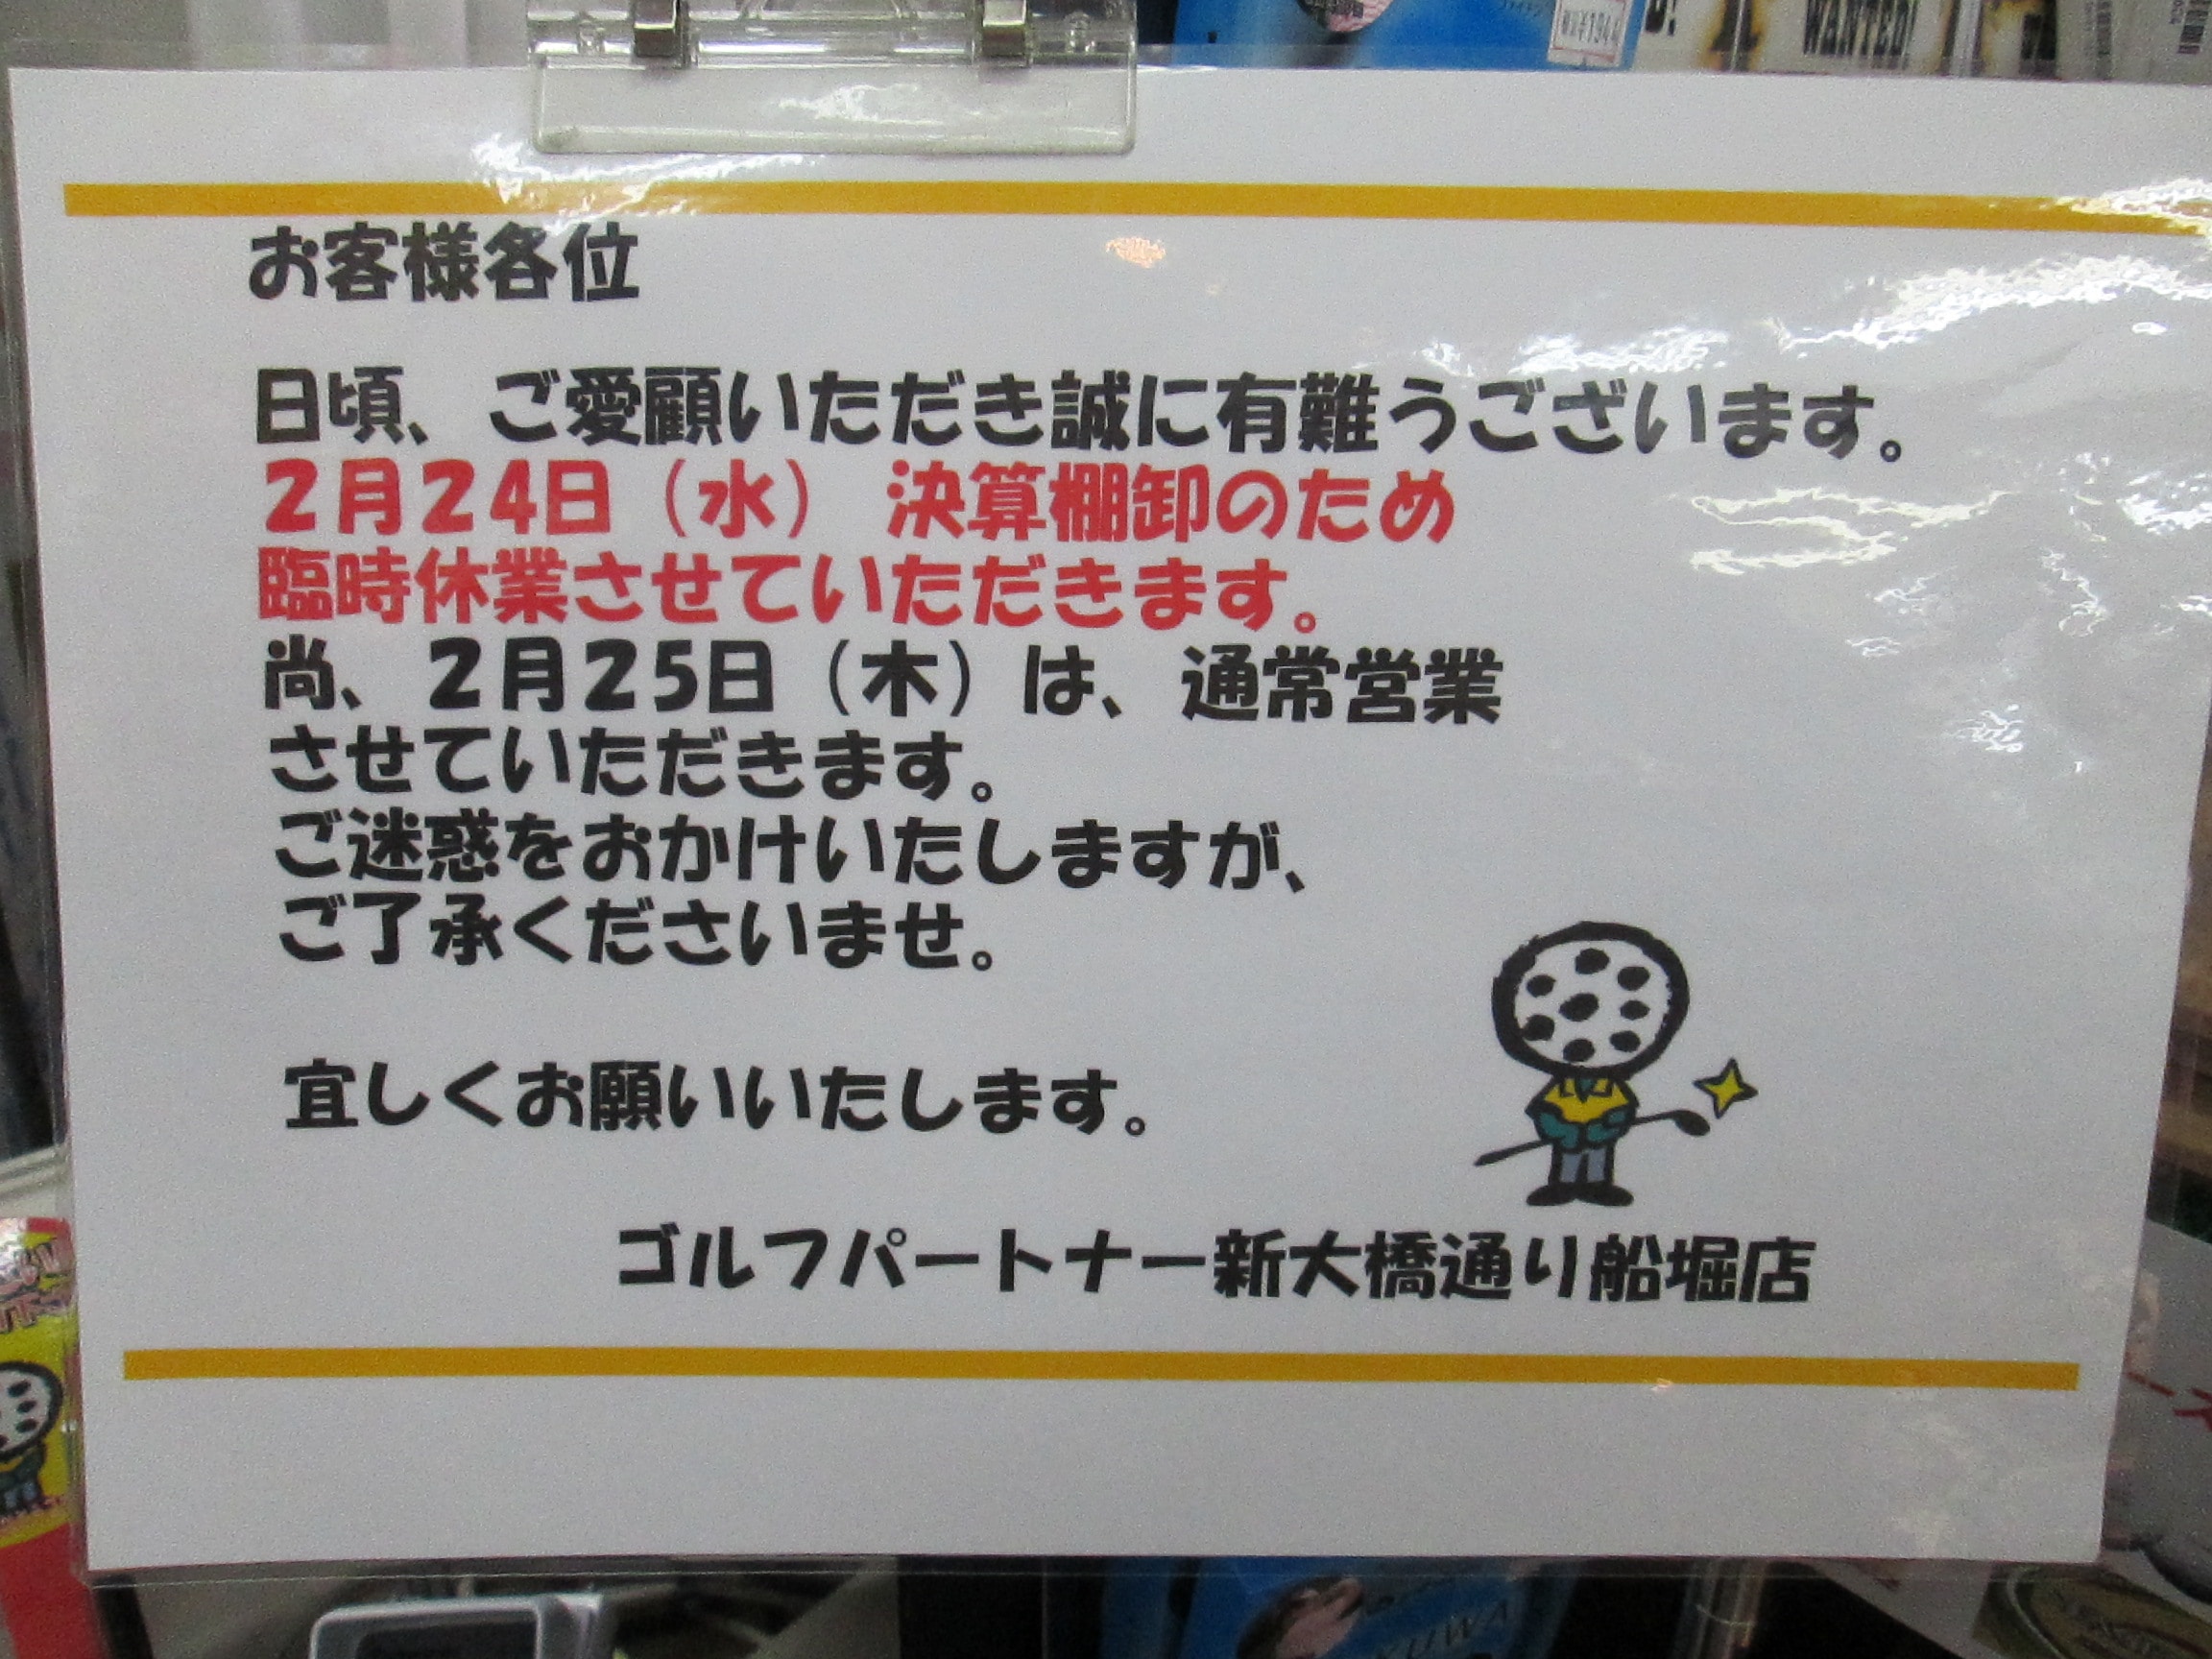 WANTED!
お客様各位
日頃、ご愛顧いただき誠に有難うございます。
2月24日（水） 決算棚卸のため
臨時休業させていただきます。
尚、2月25日（木）は、通常営業
させていただきます。
ご迷惑をおかけいたしますが、
ご了承くださいませ。
宜しくお願いいたします。
ゴルフパートナー新大橋通り船堀店